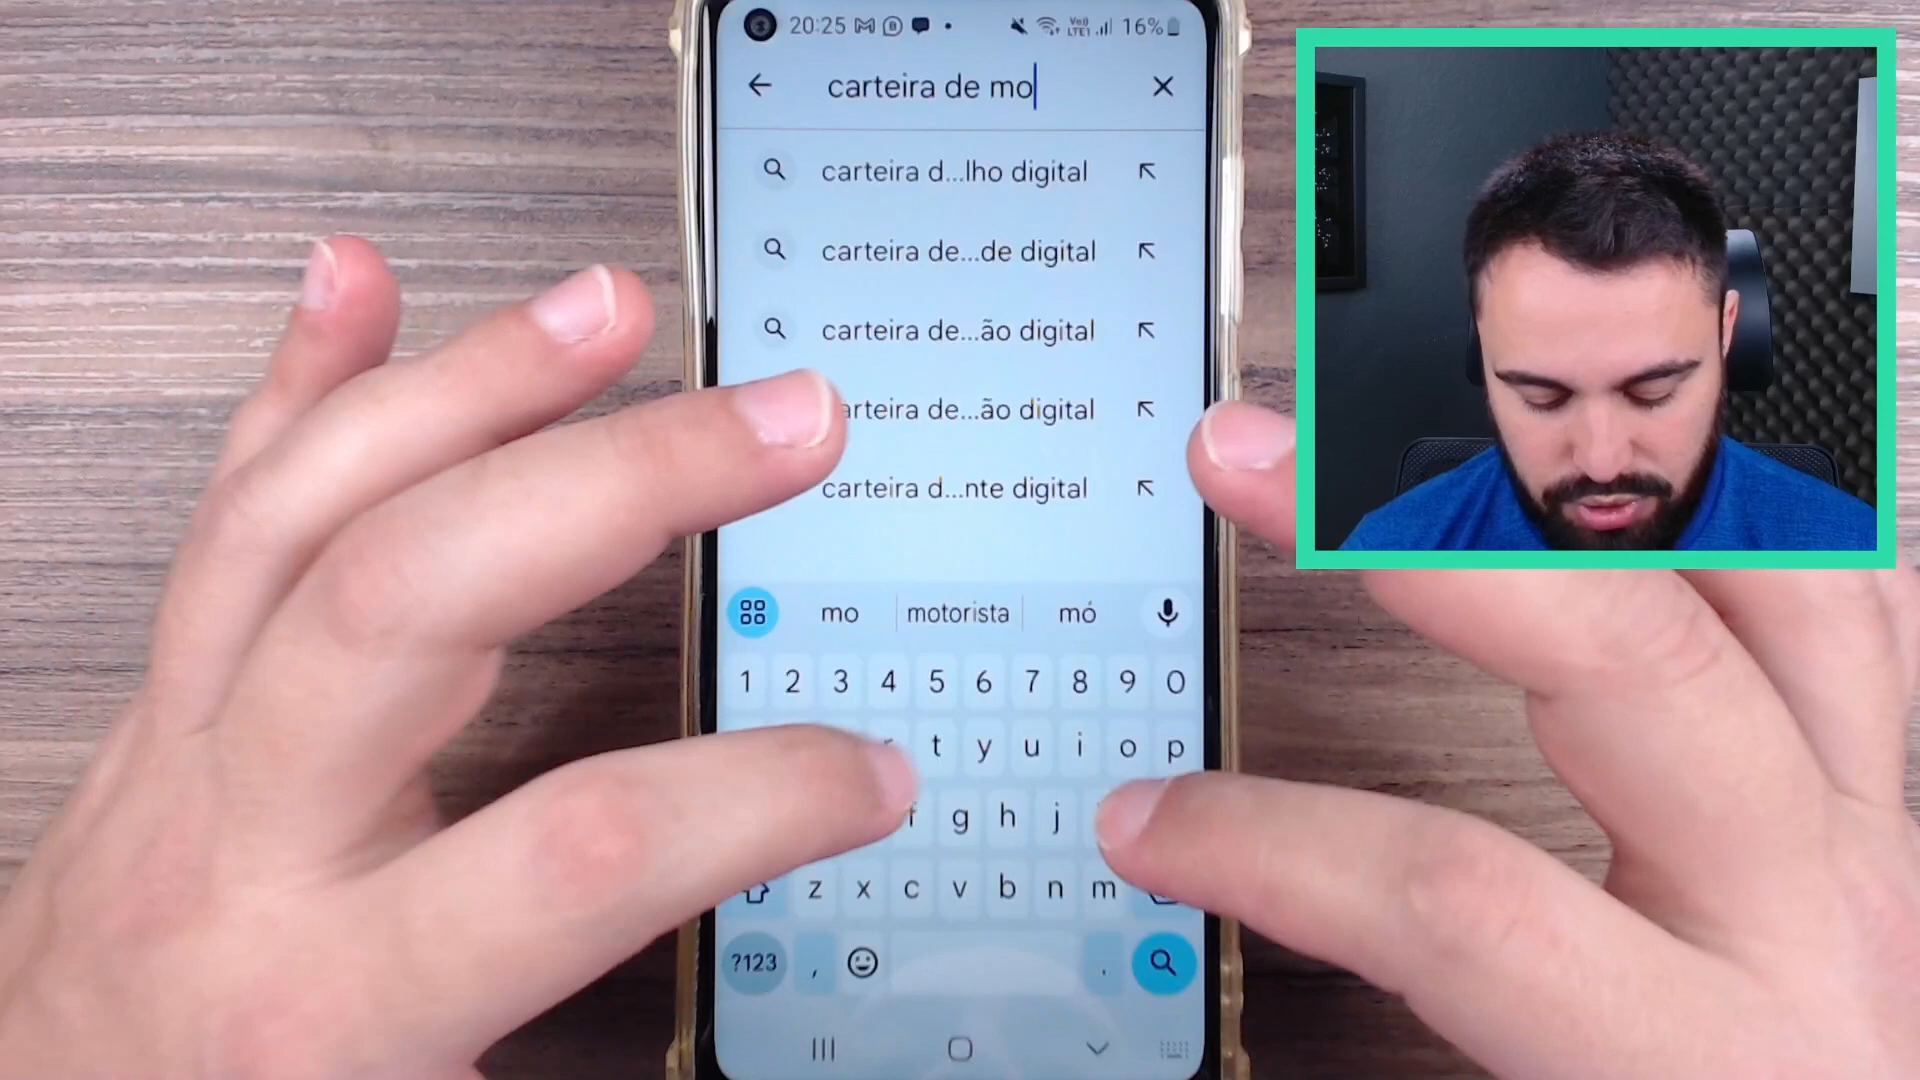 20:25
Vo)) LTE1 16%
carteira de mo
carteira d...lho digital
carteira de...de digital
carteira de...ão digital
arteira de...ão digital
carteira d...nte digital
mo motorista mó
1 2 3 4 5 6 7 8 9 0
t y u i o p
f g h j
z x c v b n m
?123 , .